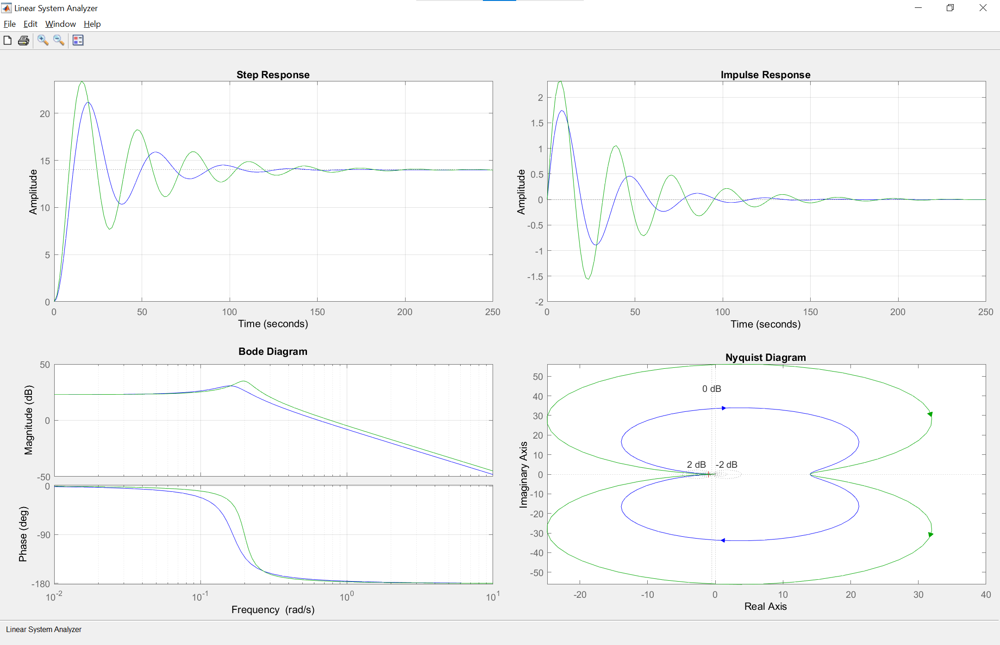 Linear System Analyzer
File Edit Window Help
Step Response
20
15
10
5
0
0 50 100 150 200 250
Amplitude
Time (seconds)
Impulse Response
2
1.5
1
0.5
0
-0.5
-1
-1.5
-2
0 50 100 150 200 250
Amplitude
Time (seconds)
Bode Diagram
50
0
-50
Magnitude (dB)
0
-90
-180
Phase (deg)
10-2 10-1 100 101
Frequency (rad/s)
Nyquist Diagram
50
40
30
20
10
0
-10
-20
-30
-40
-50
0 dB
2 dB -2 dB
Imaginary Axis
-20 -10 0 10 20 30 40
Real Axis
Linear System Analyzer